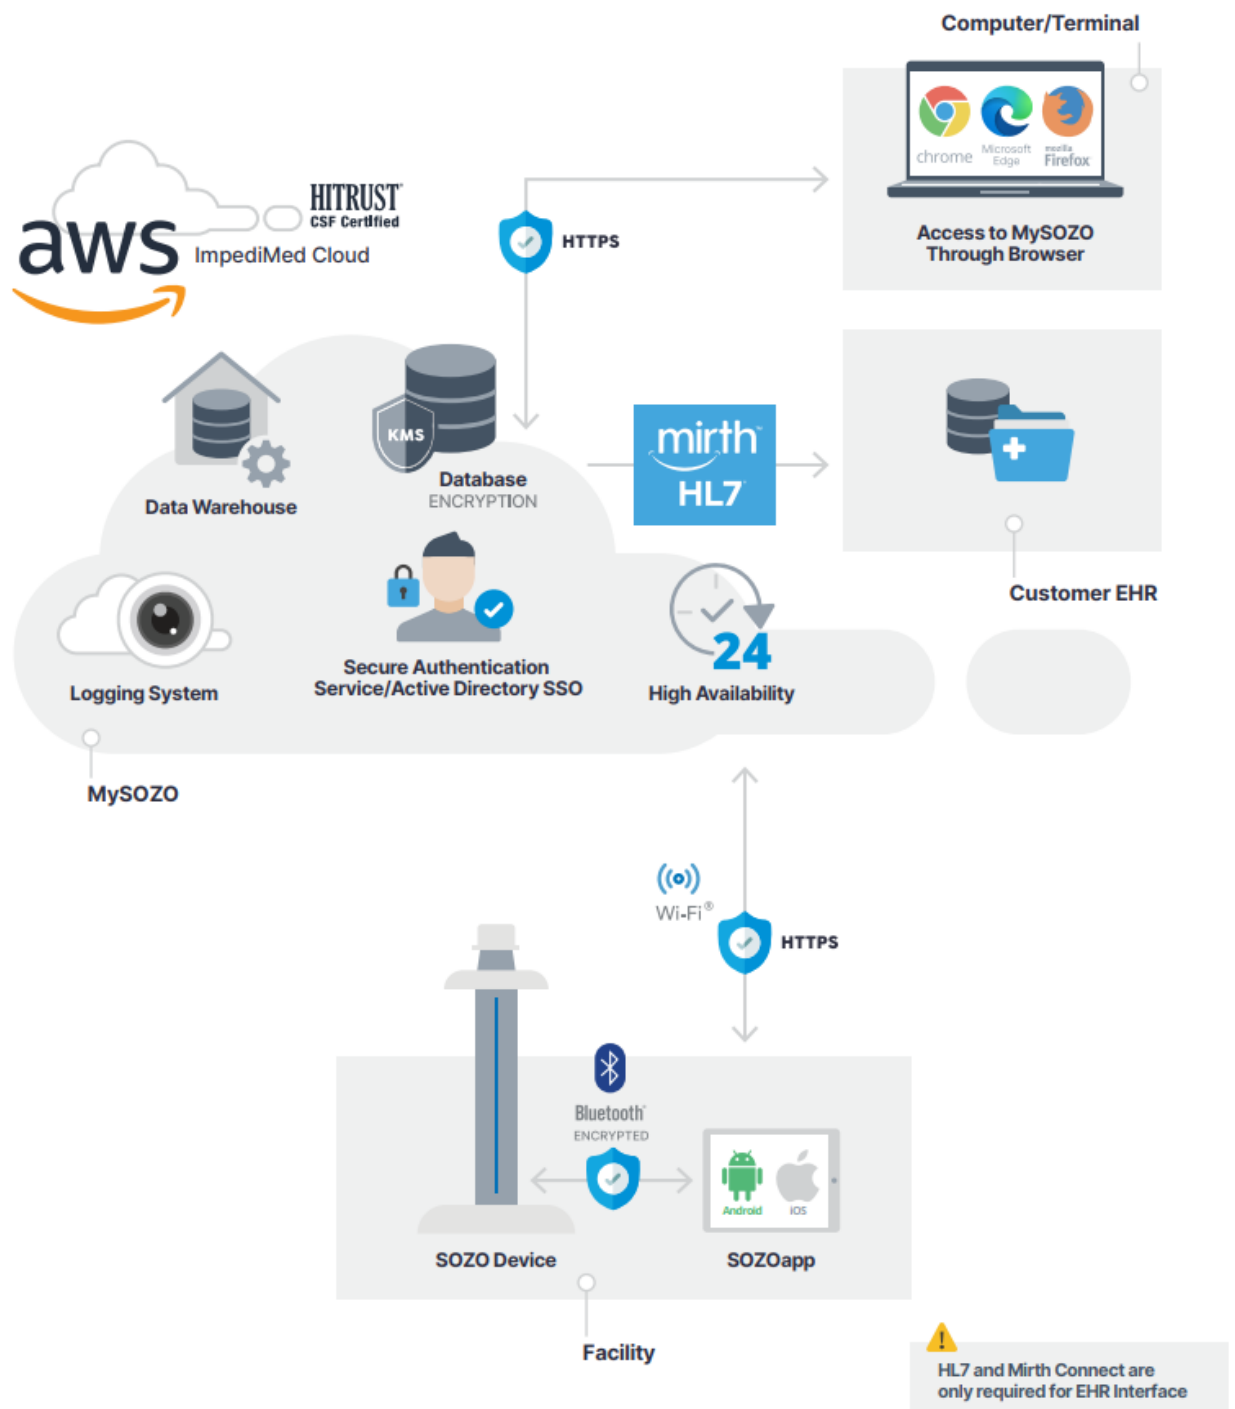 Computer/Terminal
chrome
Microsoft
Edge
mozilla
Firefox
Access to MySOZO
Through Browser
HITRUST
CSF Certified
aws
ImpediMed Cloud
HTTPS
KMS
Database
ENCRYPTION
Data Warehouse
mirth™
HL7
Customer EHR
Logging System
Secure Authentication
Service/Active Directory SSO
24
High Availability
MySOZO
Wi-Fi®
HTTPS
Bluetooth
ENCRYPTED
Android
iOS
SOZO Device
SOZOapp
Facility
HL7 and Mirth Connect are
only required for EHR Interface